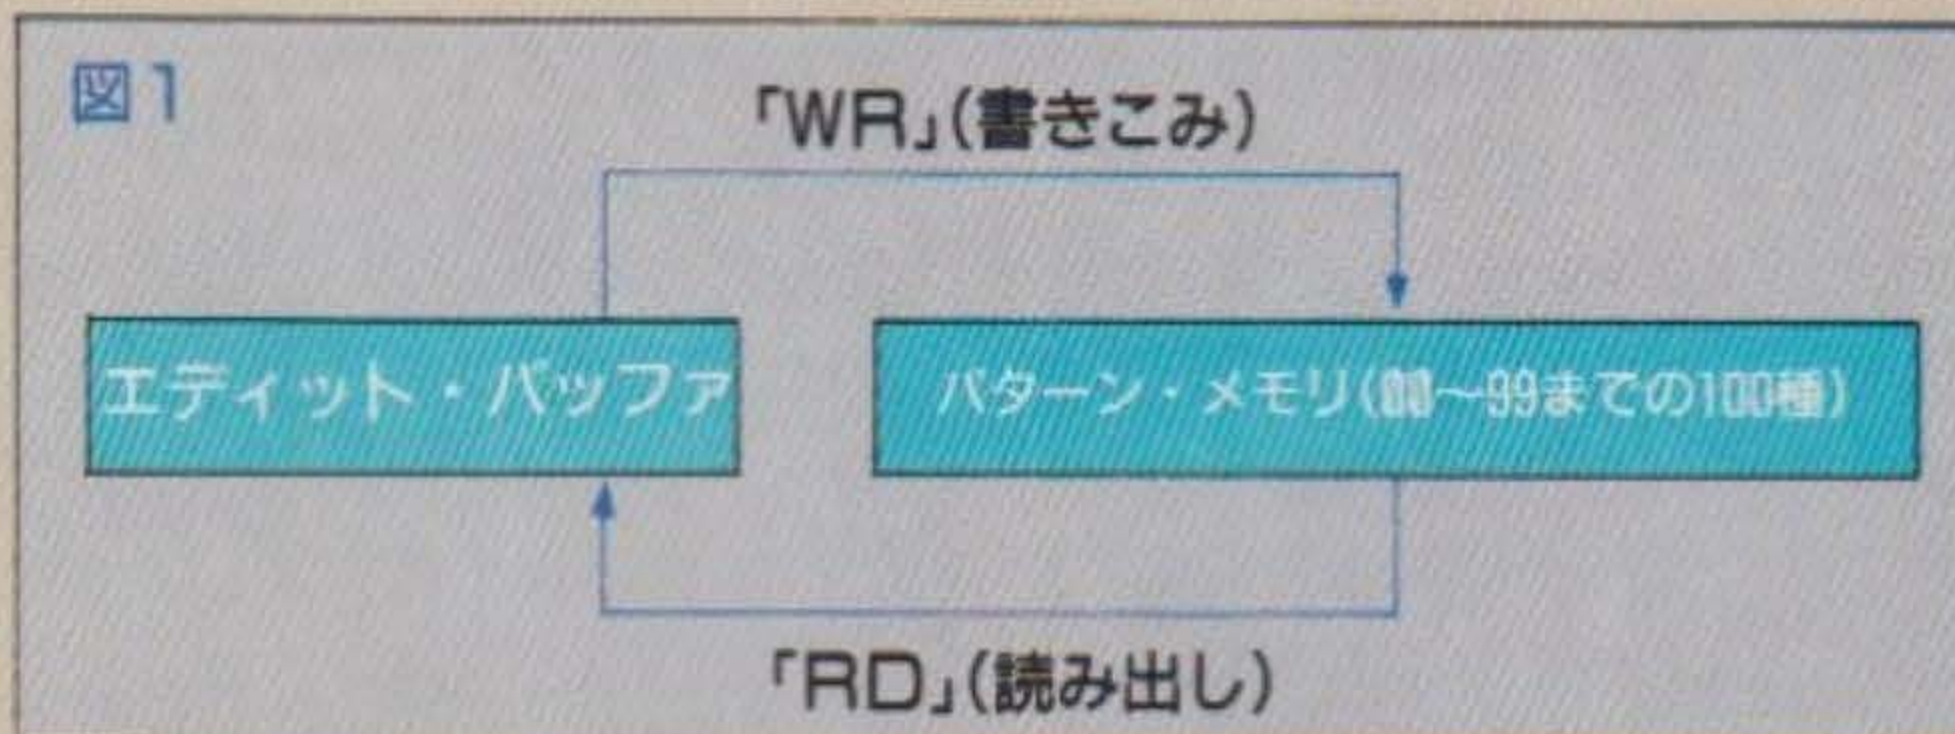 図1
「WR」(書きこみ)
エディット・バッファ
パターン・メモリ(00〜99までの100種)
「RD」(読み出し)